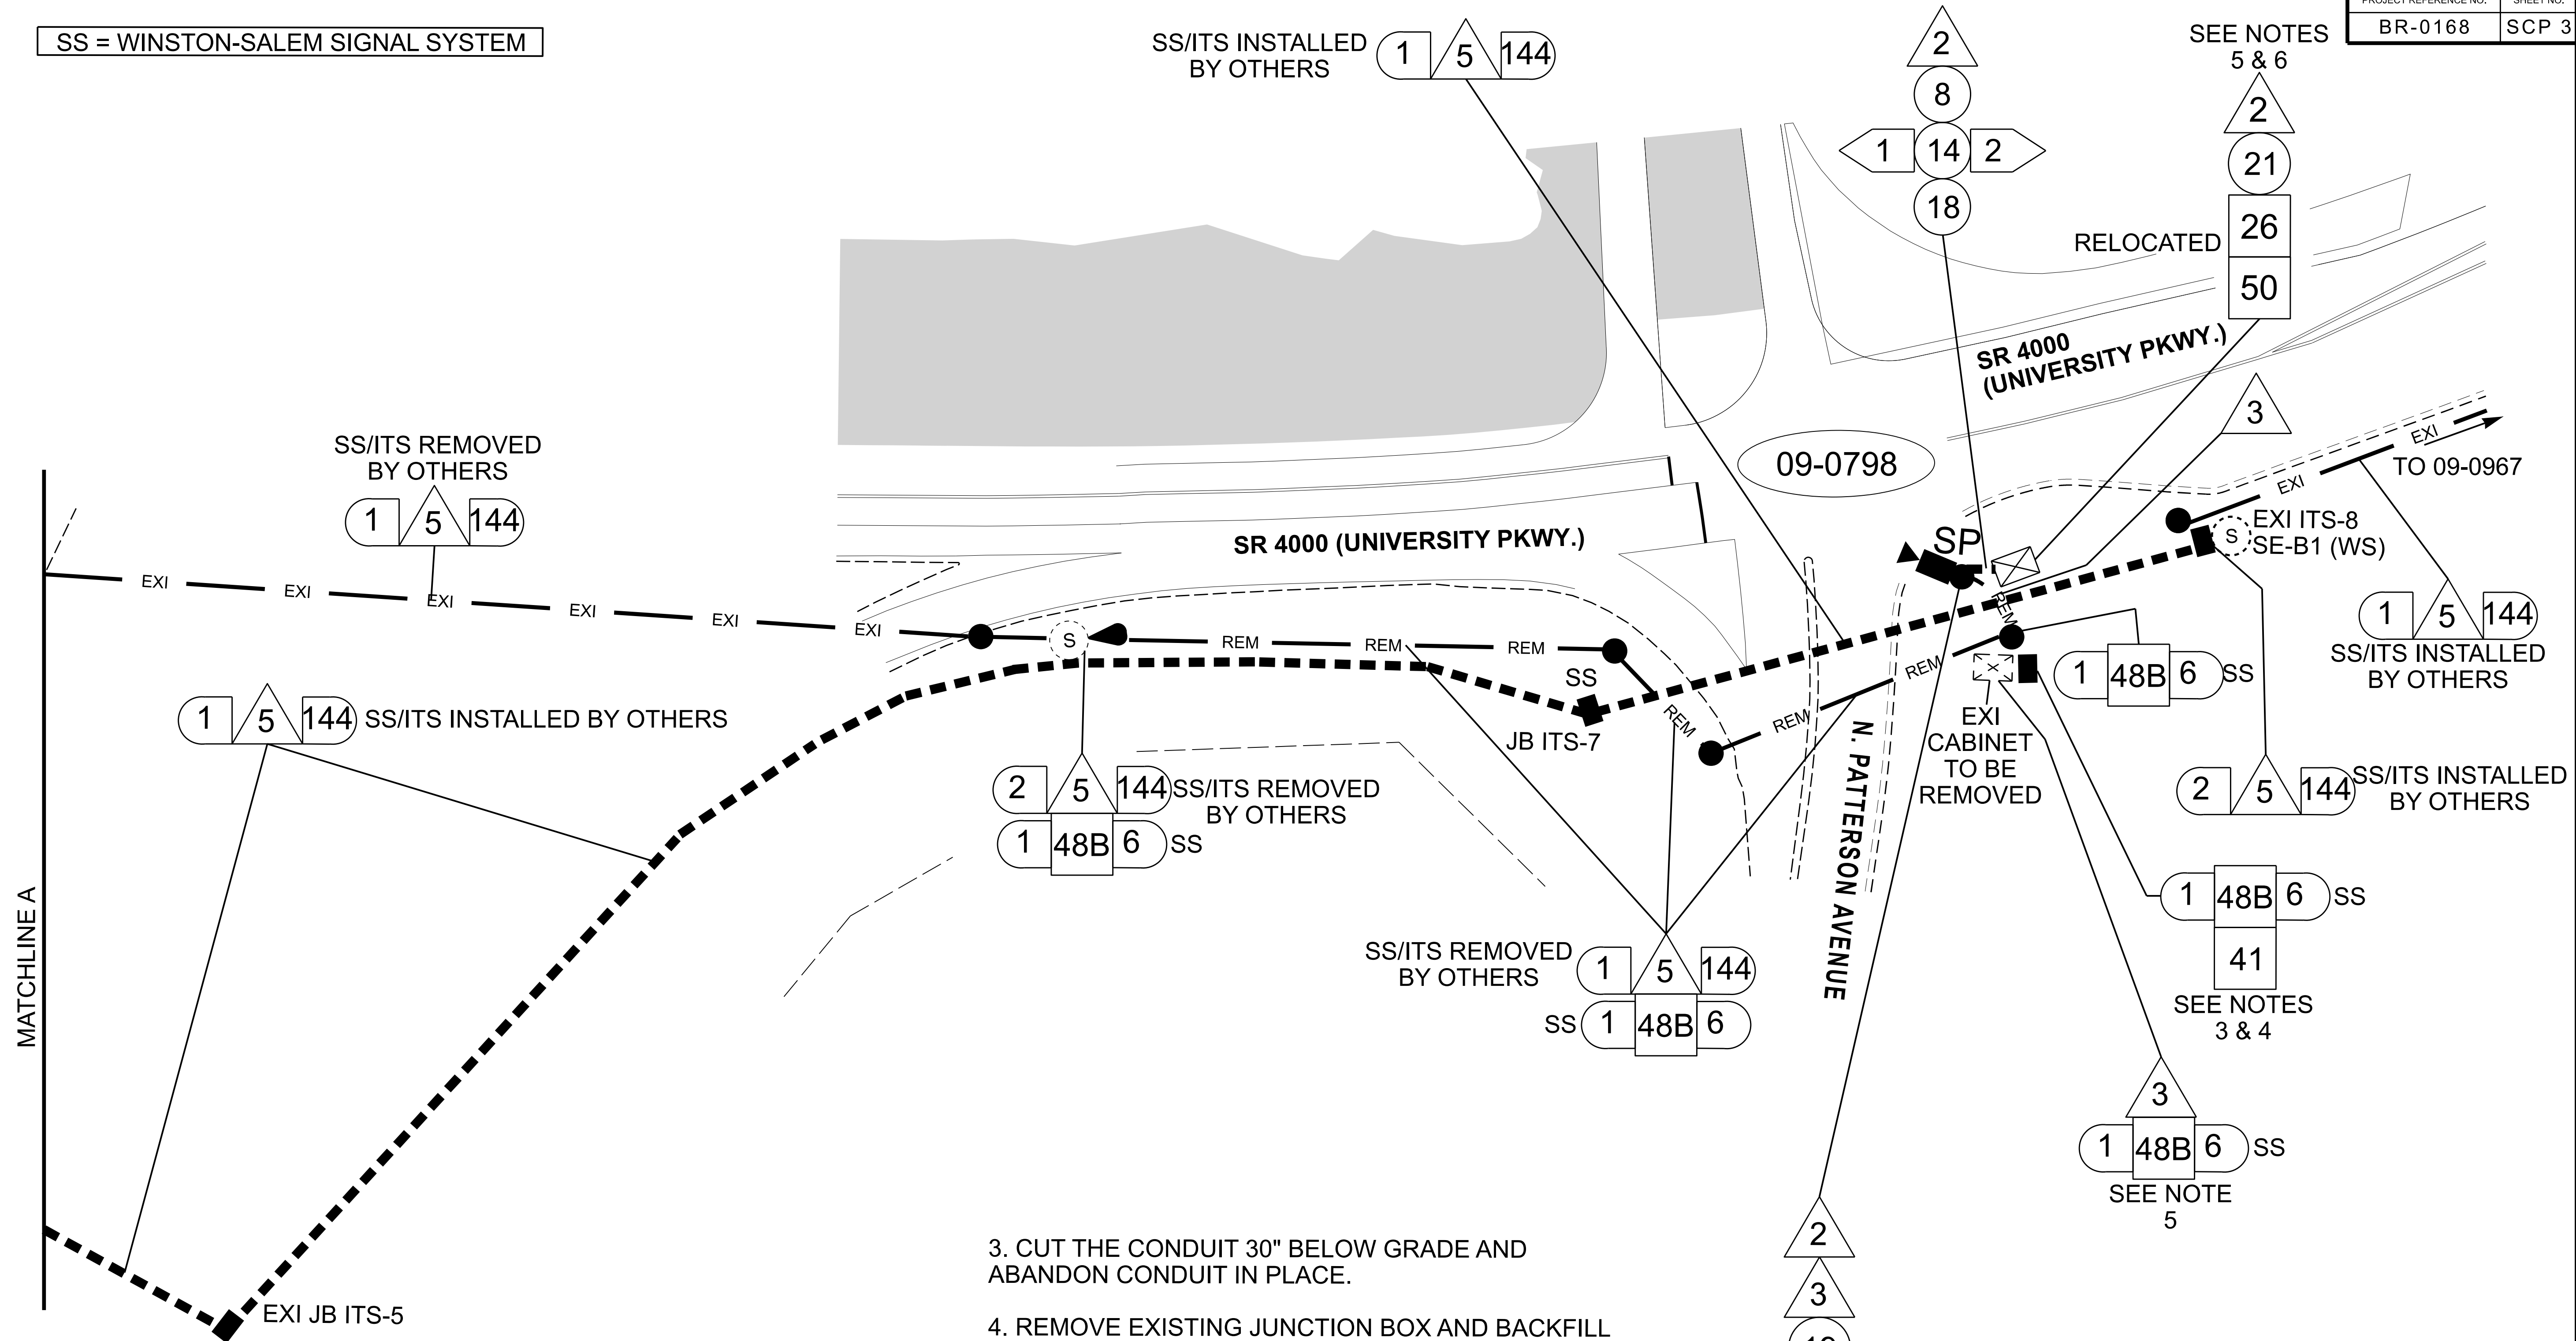 PROJECT REFERENCE NO.
SHEET NO.
BR-0168
SCP 3
SS = WINSTON-SALEM SIGNAL SYSTEM
SS/ITS INSTALLED
BY OTHERS
1 5 144
2
8
1 14 2
18
SEE NOTES
5 & 6
2
21
RELOCATED
26
50
SR 4000
(UNIVERSITY PKWY.)
3
09-0798
EXI
TO 09-0967
EXI
SS/ITS REMOVED
BY OTHERS
1 5 144
SR 4000 (UNIVERSITY PKWY.)
SP
EXI ITS-8
SE-B1 (WS)
S
EXI
EXI
EXI
EXI
EXI
EXI
S
REM
REM
REM
REM
REM
REM
REM
1 5 144
SS/ITS INSTALLED
BY OTHERS
SS
JB ITS-7
X
EXI
CABINET
TO BE
REMOVED
1 48B 6 SS
1 5 144 SS/ITS INSTALLED BY OTHERS
2 5 144 SS/ITS REMOVED
BY OTHERS
1 48B 6 SS
N. PATTERSON AVENUE
2 5 144 SS/ITS INSTALLED
BY OTHERS
1 48B 6 SS
41
SEE NOTES
3 & 4
MATCHLINE A
SS/ITS REMOVED
BY OTHERS
1 5 144
SS 1 48B 6
3
1 48B 6 SS
SEE NOTE
5
2
3
EXI JB ITS-5
3. CUT THE CONDUIT 30" BELOW GRADE AND
ABANDON CONDUIT IN PLACE.
4. REMOVE EXISTING JUNCTION BOX AND BACKFILL